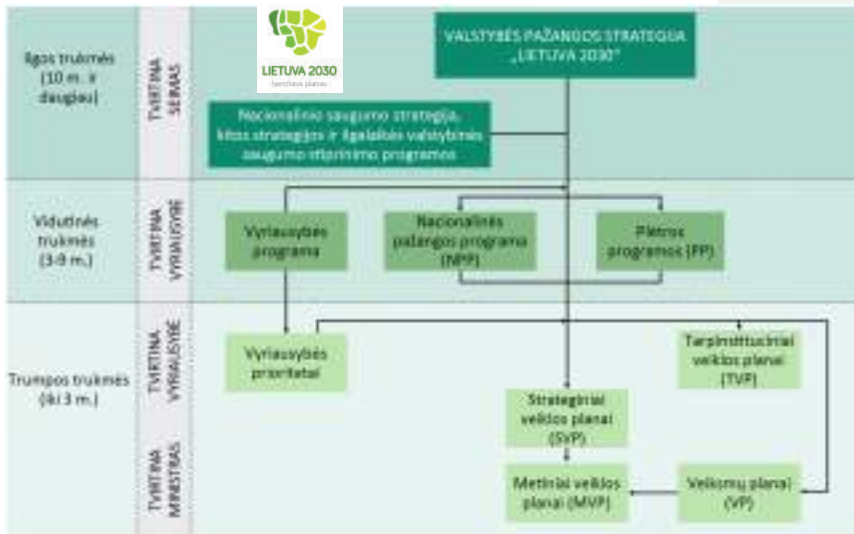 Ilgos trukmės
(10 m. ir
daugiau)
TVIRTINA
SEIMAS
LIETUVA 2030
VALSTYBĖS PAŽANGOS STRATEGIJA
„LIETUVA 2030“
Nacionalinio saugumo strategija,
kitos strategijos ir ilgalaikės valstybinės
saugumo stiprinimo programos
Vidutinės
trukmės
(3-9 m.)
TVIRTINA
VYRIAUSYBĖ
Vyriausybės
programa
Nacionalinės
pažangos programa
(NPP)
Plėtros
programos (PP)
Trumpos trukmės
(iki 3 m.)
TVIRTINA
VYRIAUSYBĖ
Vyriausybės
prioritetai
Tarpinstituciniai
veiklos planai
(TVP)
Strateginiai
veiklos planai
(SVP)
TVIRTINA
MINISTRAS
Metiniai veiklos
planai (MVP)
Veiksmų planai
(VP)